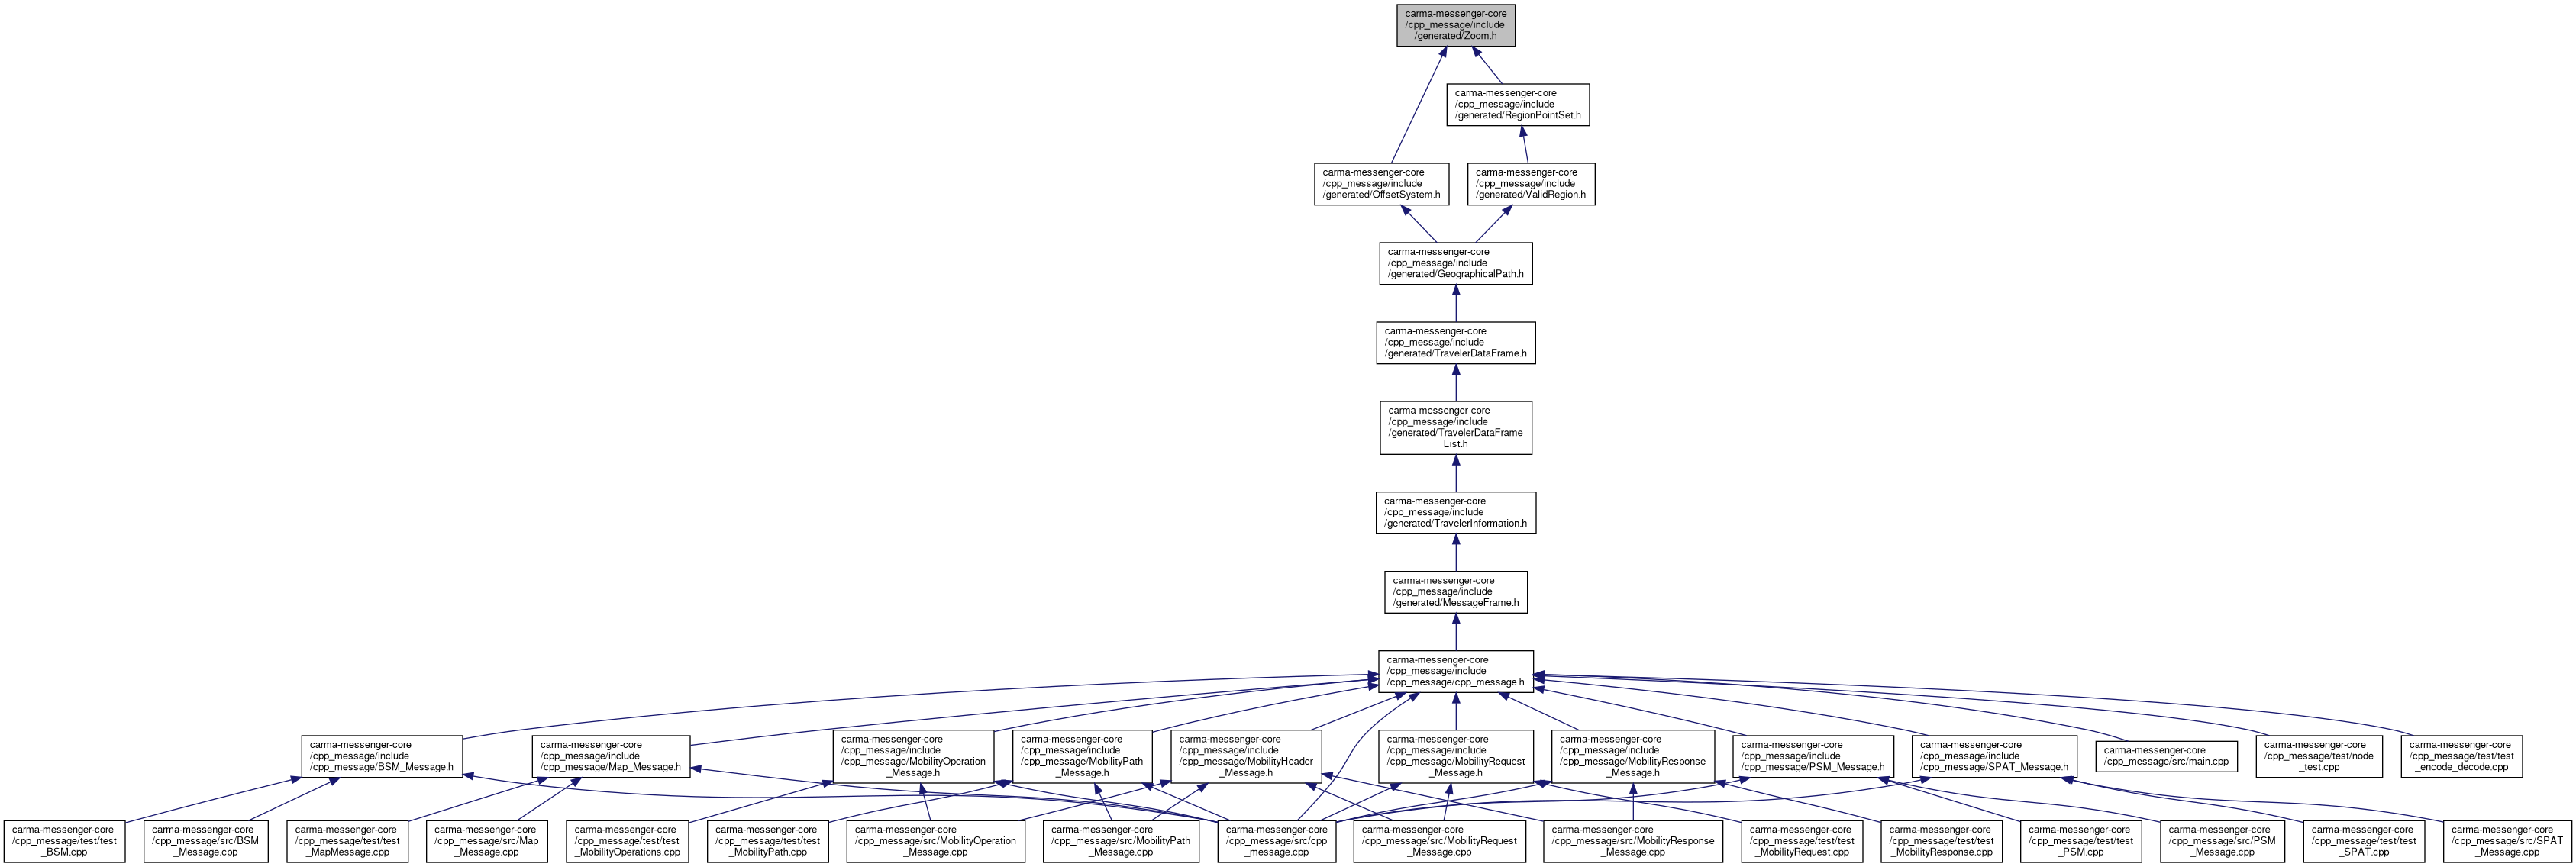 carma-messenger-core
/cpp_message/include
/generated/Zoom.h
carma-messenger-core
/cpp_message/include
/generated/RegionPointSet.h
carma-messenger-core
/cpp_message/include
/generated/OffsetSystem.h
carma-messenger-core
/cpp_message/include
/generated/ValidRegion.h
carma-messenger-core
/cpp_message/include
/generated/GeographicalPath.h
carma-messenger-core
/cpp_message/include
/generated/TravelerDataFrame.h
carma-messenger-core
/cpp_message/include
/generated/TravelerDataFrame
List.h
carma-messenger-core
/cpp_message/include
/generated/TravelerInformation.h
carma-messenger-core
/cpp_message/include
/generated/MessageFrame.h
carma-messenger-core
/cpp_message/include
/cpp_message/cpp_message.h
carma-messenger-core
/cpp_message/include
/cpp_message/BSM_Message.h
carma-messenger-core
/cpp_message/include
/cpp_message/Map_Message.h
carma-messenger-core
/cpp_message/include
/cpp_message/MobilityOperation
_Message.h
carma-messenger-core
/cpp_message/include
/cpp_message/MobilityPath
_Message.h
carma-messenger-core
/cpp_message/include
/cpp_message/MobilityHeader
_Message.h
carma-messenger-core
/cpp_message/include
/cpp_message/MobilityRequest
_Message.h
carma-messenger-core
/cpp_message/include
/cpp_message/MobilityResponse
_Message.h
carma-messenger-core
/cpp_message/include
/cpp_message/PSM_Message.h
carma-messenger-core
/cpp_message/include
/cpp_message/SPAT_Message.h
carma-messenger-core
/cpp_message/src/main.cpp
carma-messenger-core
/cpp_message/test/node
_test.cpp
carma-messenger-core
/cpp_message/test/test
_encode_decode.cpp
carma-messenger-core
/cpp_message/test/test
_BSM.cpp
carma-messenger-core
/cpp_message/src/BSM
_Message.cpp
carma-messenger-core
/cpp_message/test/test
_MapMessage.cpp
carma-messenger-core
/cpp_message/src/Map
_Message.cpp
carma-messenger-core
/cpp_message/test/test
_MobilityOperations.cpp
carma-messenger-core
/cpp_message/test/test
_MobilityPath.cpp
carma-messenger-core
/cpp_message/src/MobilityOperation
_Message.cpp
carma-messenger-core
/cpp_message/src/MobilityPath
_Message.cpp
carma-messenger-core
/cpp_message/src/cpp
_message.cpp
carma-messenger-core
/cpp_message/src/MobilityRequest
_Message.cpp
carma-messenger-core
/cpp_message/src/MobilityResponse
_Message.cpp
carma-messenger-core
/cpp_message/test/test
_MobilityRequest.cpp
carma-messenger-core
/cpp_message/test/test
_MobilityResponse.cpp
carma-messenger-core
/cpp_message/test/test
_PSM.cpp
carma-messenger-core
/cpp_message/src/PSM
_Message.cpp
carma-messenger-core
/cpp_message/test/test
_SPAT.cpp
carma-messenger-core
/cpp_message/src/SPAT
_Message.cpp